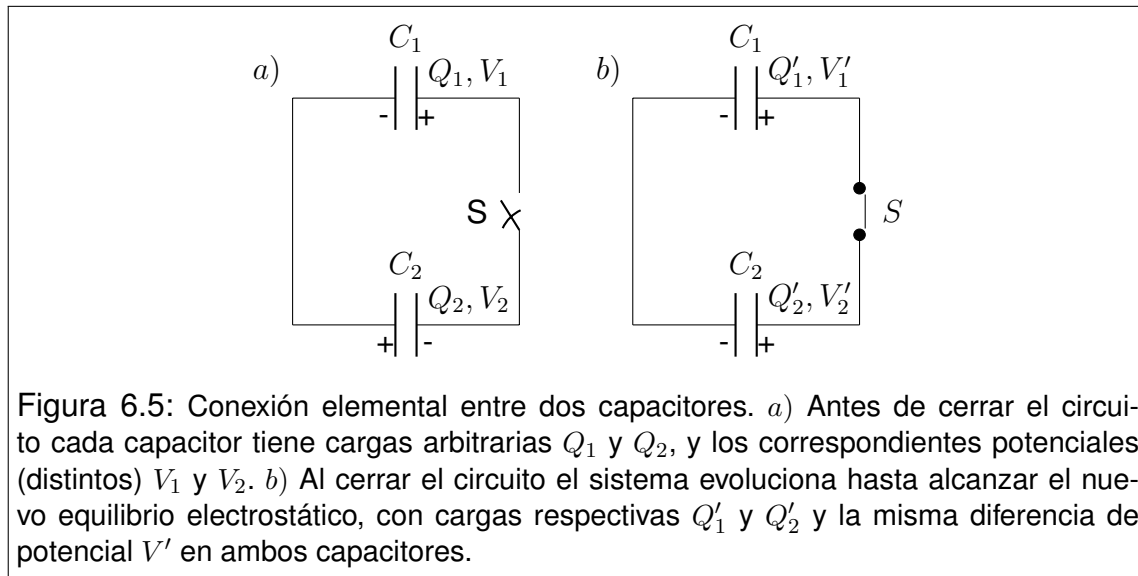 a)
C₁
Q₁, V₁
- +
S
C₂
Q₂, V₂
+ -
b)
C₁
Q′₁, V′₁
- +
S
C₂
Q′₂, V′₂
- +
Figura 6.5: Conexión elemental entre dos capacitores. a) Antes de cerrar el circui-
to cada capacitor tiene cargas arbitrarias Q₁ y Q₂, y los correspondientes potenciales
(distintos) V₁ y V₂. b) Al cerrar el circuito el sistema evoluciona hasta alcanzar el nue-
vo equilibrio electrostático, con cargas respectivas Q′₁ y Q′₂ y la misma diferencia de
potencial V′ en ambos capacitores.